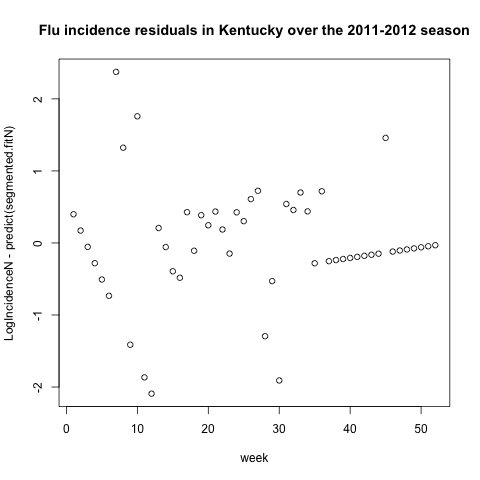 Flu incidence residuals in Kentucky over the 2011-2012 season
LogIncidenceN - predict(segmented.fitN)
2
1
0
-1
-2
0 10 20 30 40 50
week